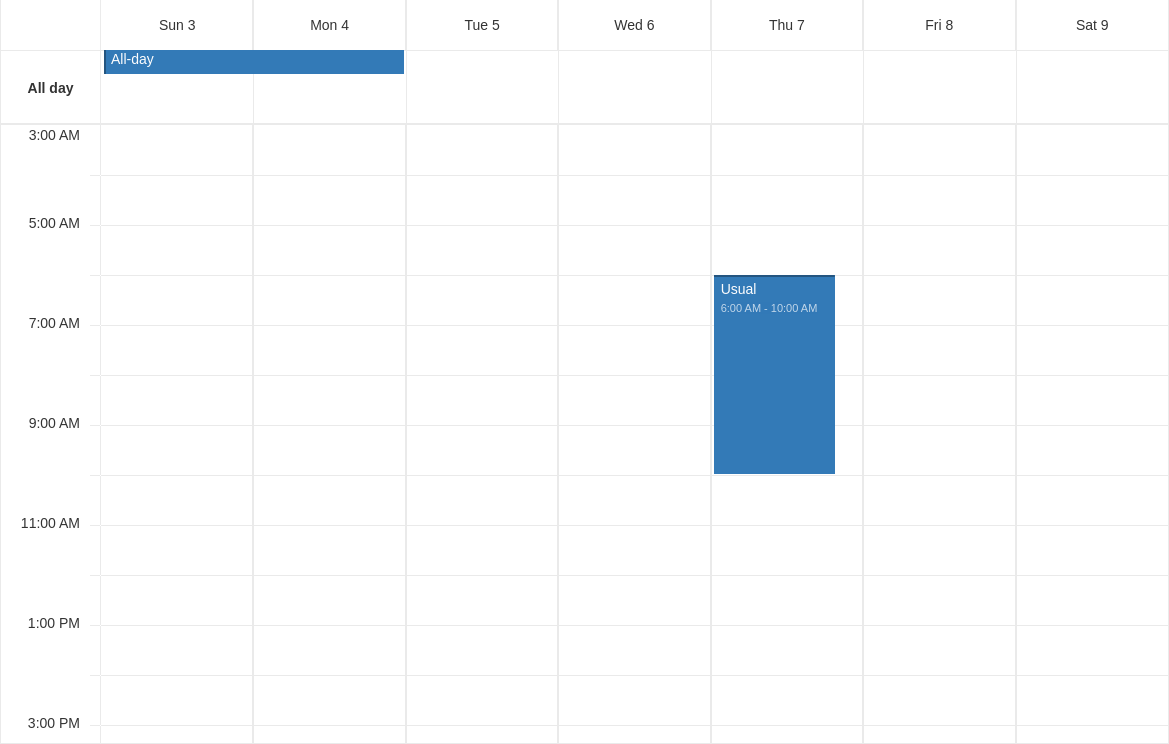 Sun 3
Mon 4
Tue 5
Wed 6
Thu 7
Fri 8
Sat 9
All day
All-day
3:00 AM
5:00 AM
7:00 AM
9:00 AM
11:00 AM
1:00 PM
3:00 PM
Usual
6:00 AM - 10:00 AM